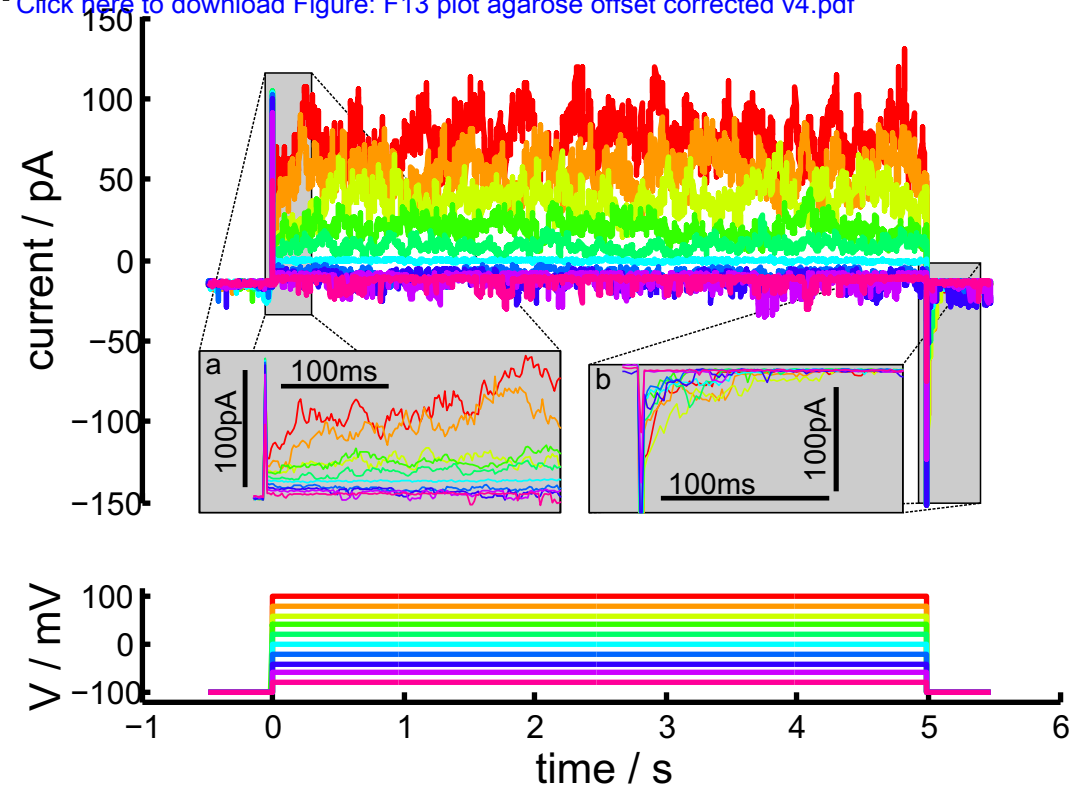 Click here to download Figure: F13 plot agarose offset corrected v4.pdf
150
100
50
0
−50
−100
−150
current / pA
a
100ms
100pA
b
100pA
100ms
100
0
−100
V / mV
−1 0 1 2 3 4 5 6
time / s